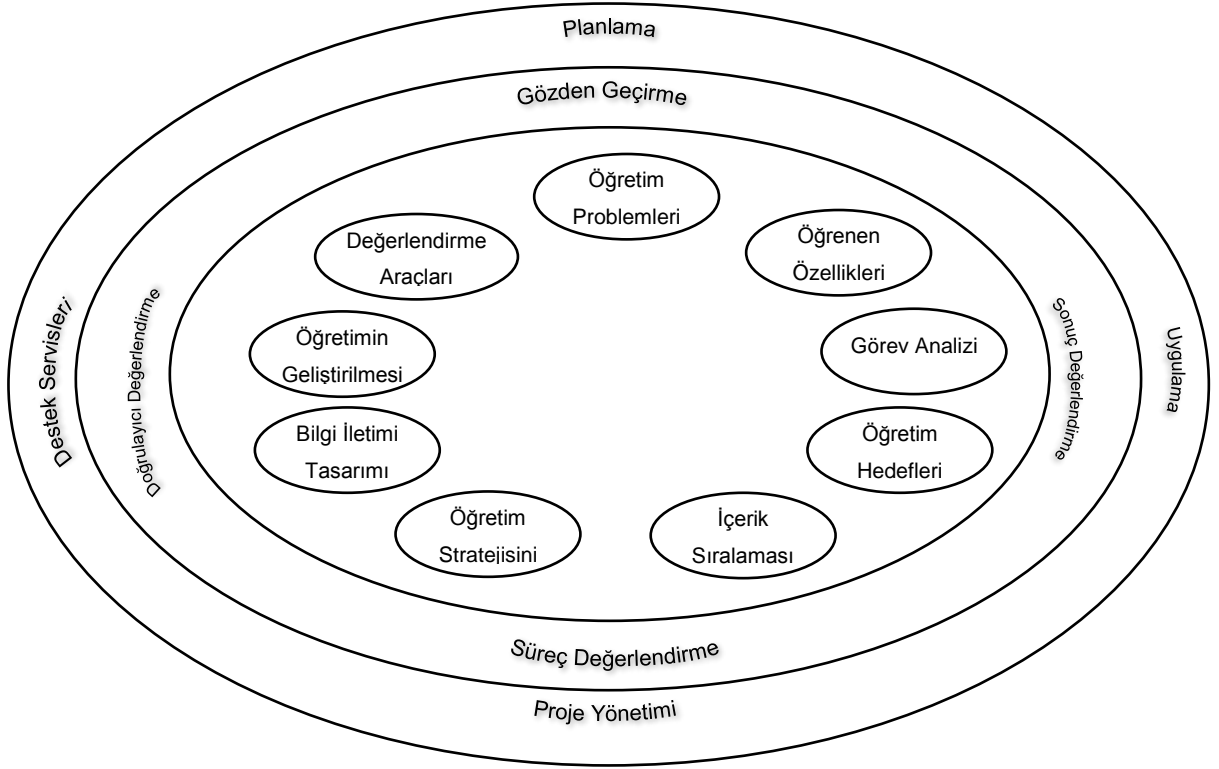 Planlama
Gözden Geçirme
Öğretim
Problemleri
Değerlendirme
Araçları
Öğrenen
Özellikleri
Öğretimin
Geliştirilmesi
Görev Analizi
Bilgi İletimi
Tasarımı
Öğretim
Hedefleri
Öğretim
Stratejisini
İçerik
Sıralaması
Destek Servisleri
Doğrulayıcı Değerlendirme
Sonuç Değerlendirme
Uygulama
Süreç Değerlendirme
Proje Yönetimi